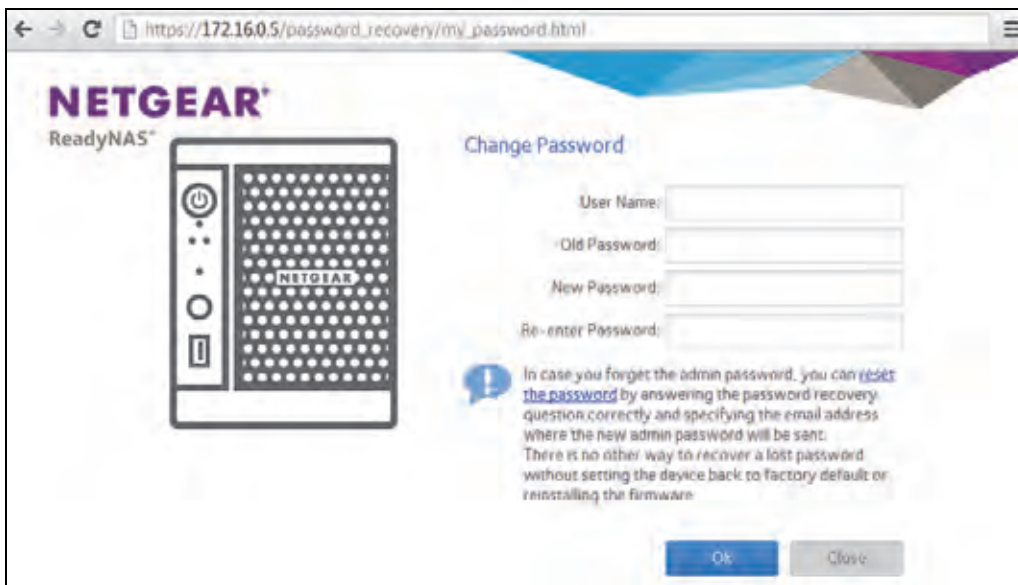 https://172.16.0.5/password_recovery/my_password.html
NETGEAR®
ReadyNAS®
NETGEAR
Change Password
User Name:
Old Password:
New Password:
Re-enter Password:
In case you forget the admin password, you can reset
the password by answering the password recovery
question correctly and specifying the email address
where the new admin password will be sent.
There is no other way to recover a lost password
without setting the device back to factory default or
reinstalling the firmware
Ok
Close